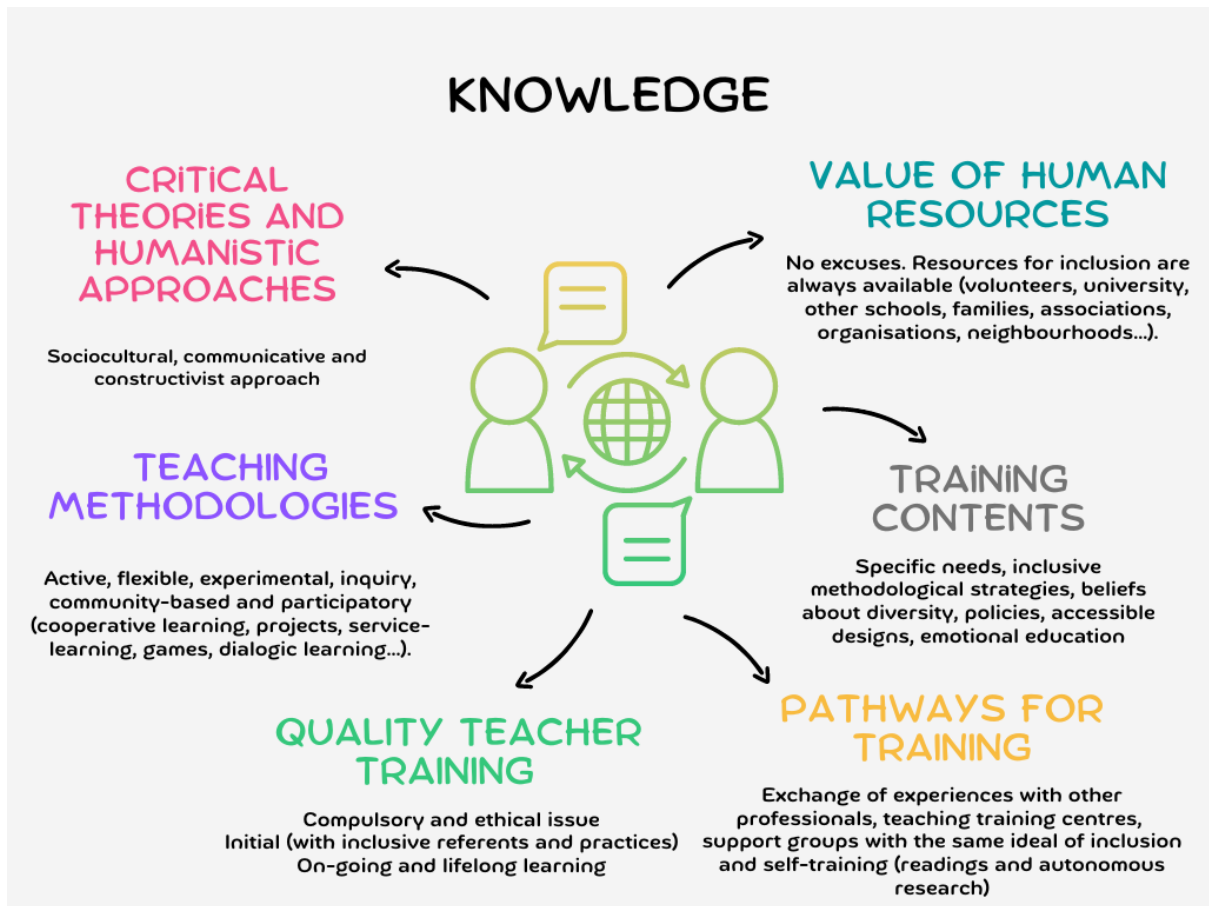 KNOWLEDGE
CRITICAL
THEORIES AND
HUMANISTIC
APPROACHES
Sociocultural, communicative and
constructivist approach
VALUE OF HUMAN
RESOURCES
No excuses. Resources for inclusion are
always available (volunteers, university,
other schools, families, associations,
organisations, neighbourhoods...).
TEACHING
METHODOLOGIES
Active, flexible, experimental, inquiry,
community-based and participatory
(cooperative learning, projects, service-
learning, games, dialogic learning...).
TRAINING
CONTENTS
Specific needs, inclusive
methodological strategies, beliefs
about diversity, policies, accessible
designs, emotional education
QUALITY TEACHER
TRAINING
Compulsory and ethical issue
Initial (with inclusive referents and practices)
On-going and lifelong learning
PATHWAYS FOR
TRAINING
Exchange of experiences with other
professionals, teaching training centres,
support groups with the same ideal of inclusion
and self-training (readings and autonomous
research)